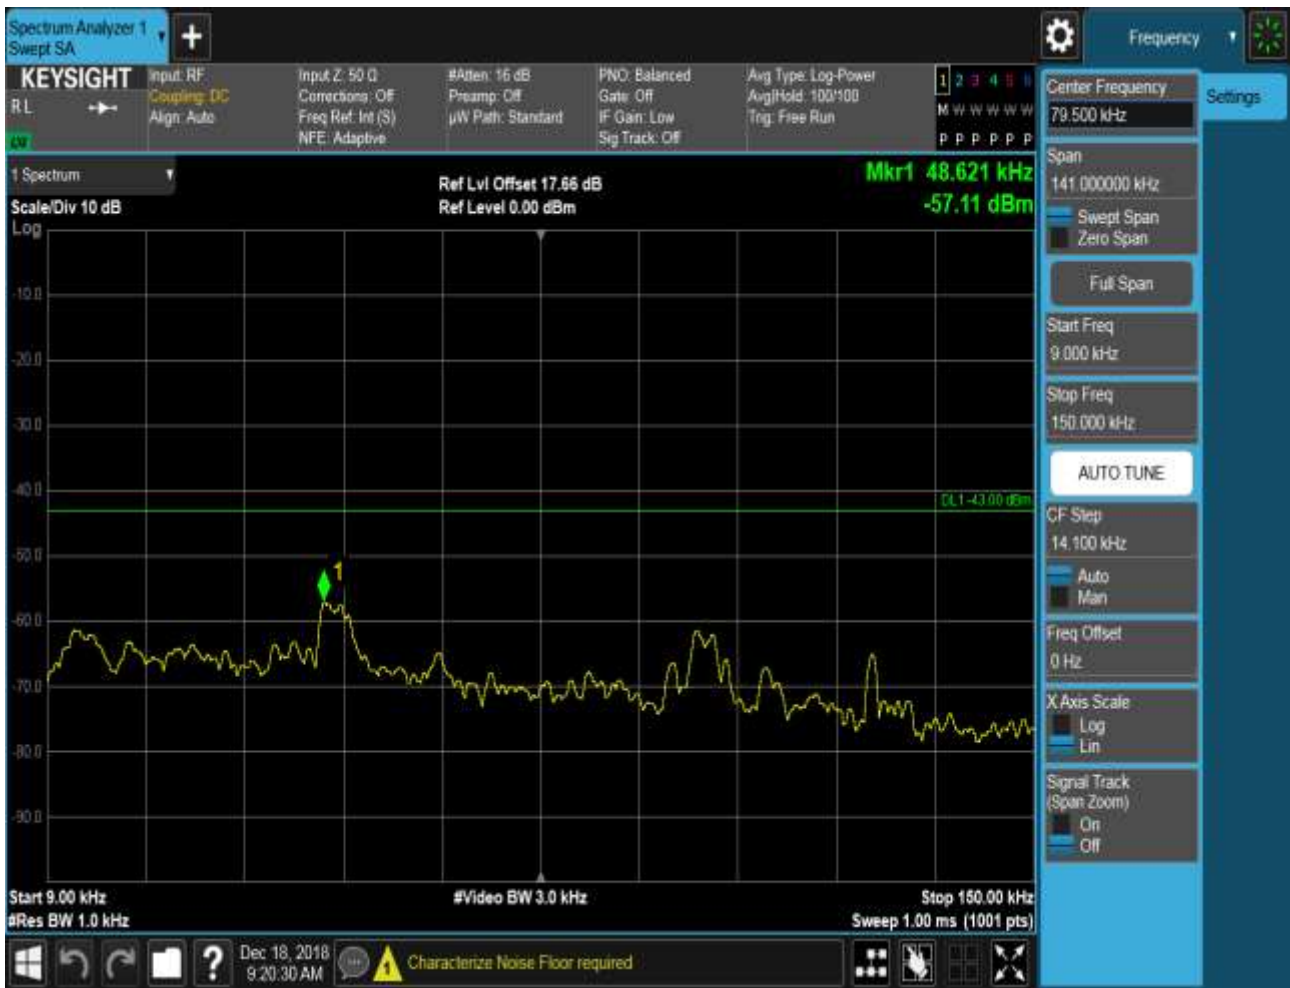 Spectrum Analyzer 1
Swept SA
Frequency
KEYSIGHT
R L
Input: RF
Coupling: DC
Align: Auto
Input Z: 50 Ω
Corrections: Off
Freq Ref: Int (S)
NFE: Adaptive
#Atten: 16 dB
Preamp: Off
µW Path: Standard
PNO: Balanced
Gate: Off
IF Gain: Low
Sig Track: Off
Avg Type: Log-Power
Avg|Hold: 100/100
Trig: Free Run
1 2 3 4 5 6
M W W W W W
P P P P P P
1 Spectrum
Scale/Div 10 dB
Log
Ref Lvl Offset 17.66 dB
Ref Level 0.00 dBm
Mkr1 48.621 kHz
-57.11 dBm
-10.0
-20.0
-30.0
-40.0
DL1 -43.00 dBm
-50.0
1
-60.0
-70.0
-80.0
-90.0
Start 9.00 kHz
#Res BW 1.0 kHz
#Video BW 3.0 kHz
Stop 150.00 kHz
Sweep 1.00 ms (1001 pts)
Center Frequency
79.500 kHz
Settings
Span
141.000000 kHz
Swept Span
Zero Span
Full Span
Start Freq
9.000 kHz
Stop Freq
150.000 kHz
AUTO TUNE
CF Step
14.100 kHz
Auto
Man
Freq Offset
0 Hz
X Axis Scale
Log
Lin
Signal Track
(Span Zoom)
On
Off
?
Dec 18, 2018
9:20:30 AM
1
Characterize Noise Floor required